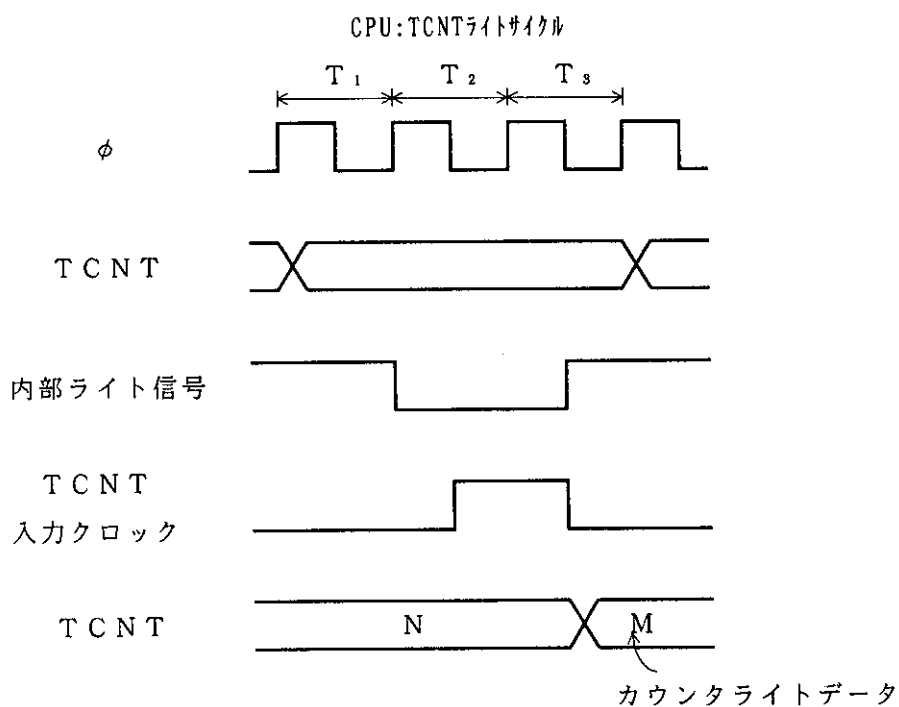 CPU:TCNTライトサイクル
T1 T2 T3
φ
TCNT
内部ライト信号
TCNT
入力クロック
TCNT
N M
カウンタライトデータ